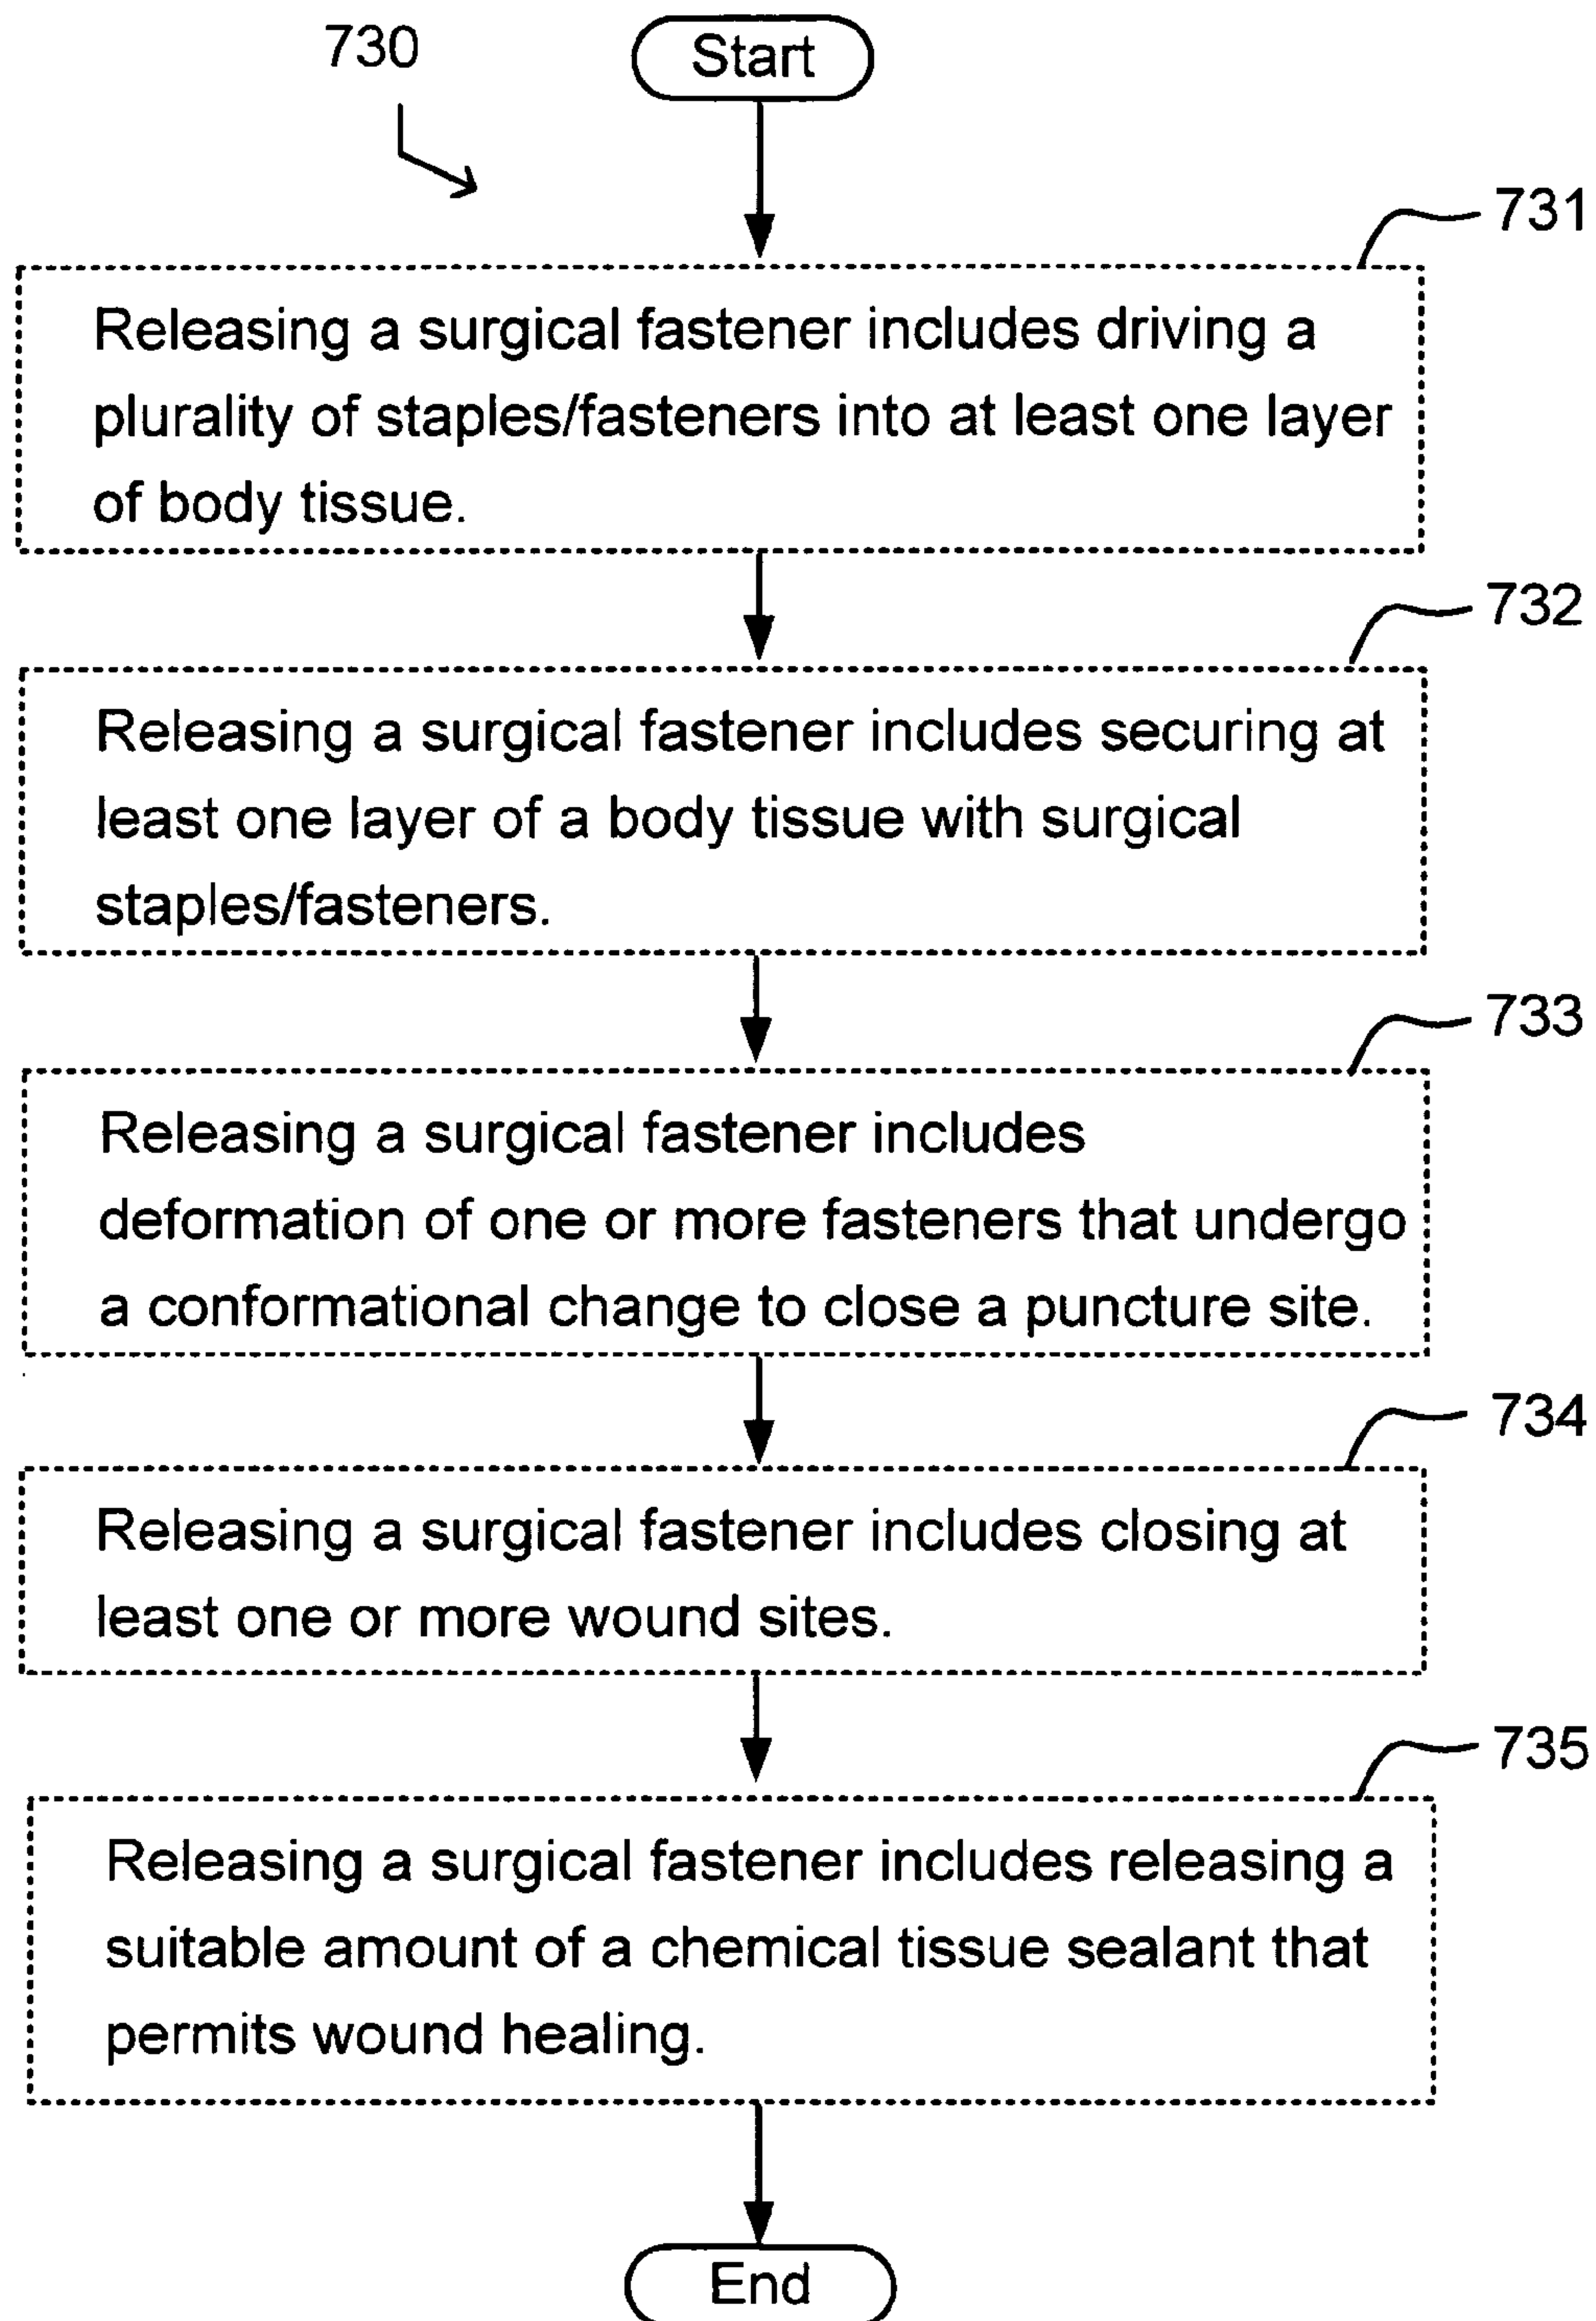 730
Start
731
Releasing a surgical fastener includes driving a
plurality of staples/fasteners into at least one layer
of body tissue.
732
Releasing a surgical fastener includes securing at
least one layer of a body tissue with surgical
staples/fasteners.
733
Releasing a surgical fastener includes
deformation of one or more fasteners that undergo
a conformational change to close a puncture site.
734
Releasing a surgical fastener includes closing at
least one or more wound sites.
735
Releasing a surgical fastener includes releasing a
suitable amount of a chemical tissue sealant that
permits wound healing.
End